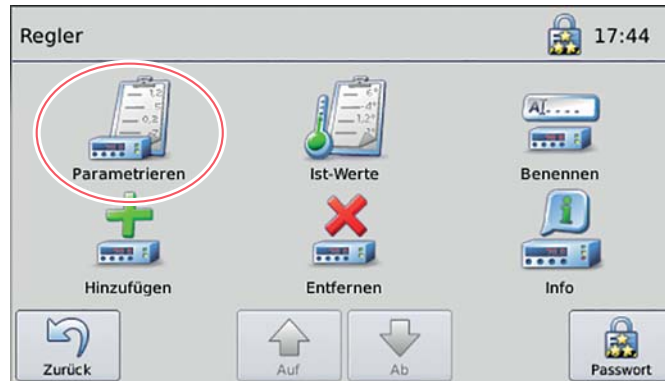 Regler
17:44
Parametrieren
Ist-Werte
Benennen
Hinzufügen
Entfernen
Info
Zurück
Auf
Ab
Passwort